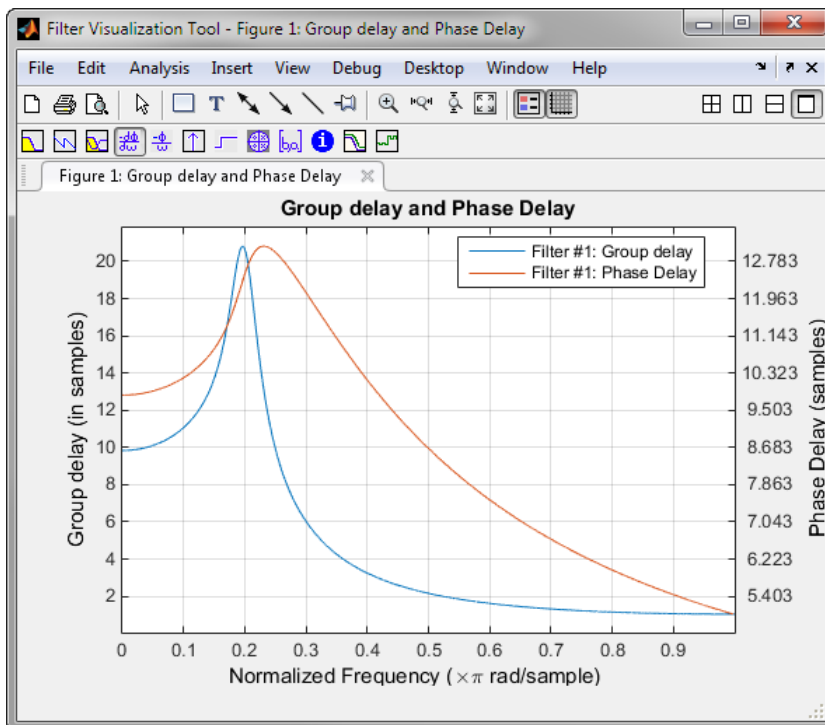 Filter Visualization Tool - Figure 1: Group delay and Phase Delay
File Edit Analysis Insert View Debug Desktop Window Help
Figure 1: Group delay and Phase Delay
Group delay and Phase Delay
Filter #1: Group delay
Filter #1: Phase Delay
Group delay (in samples)
20
18
16
14
12
10
8
6
4
2
12.783
11.963
11.143
10.323
9.503
8.683
7.863
7.043
6.223
5.403
Phase Delay (samples)
0 0.1 0.2 0.3 0.4 0.5 0.6 0.7 0.8 0.9
Normalized Frequency (×π rad/sample)